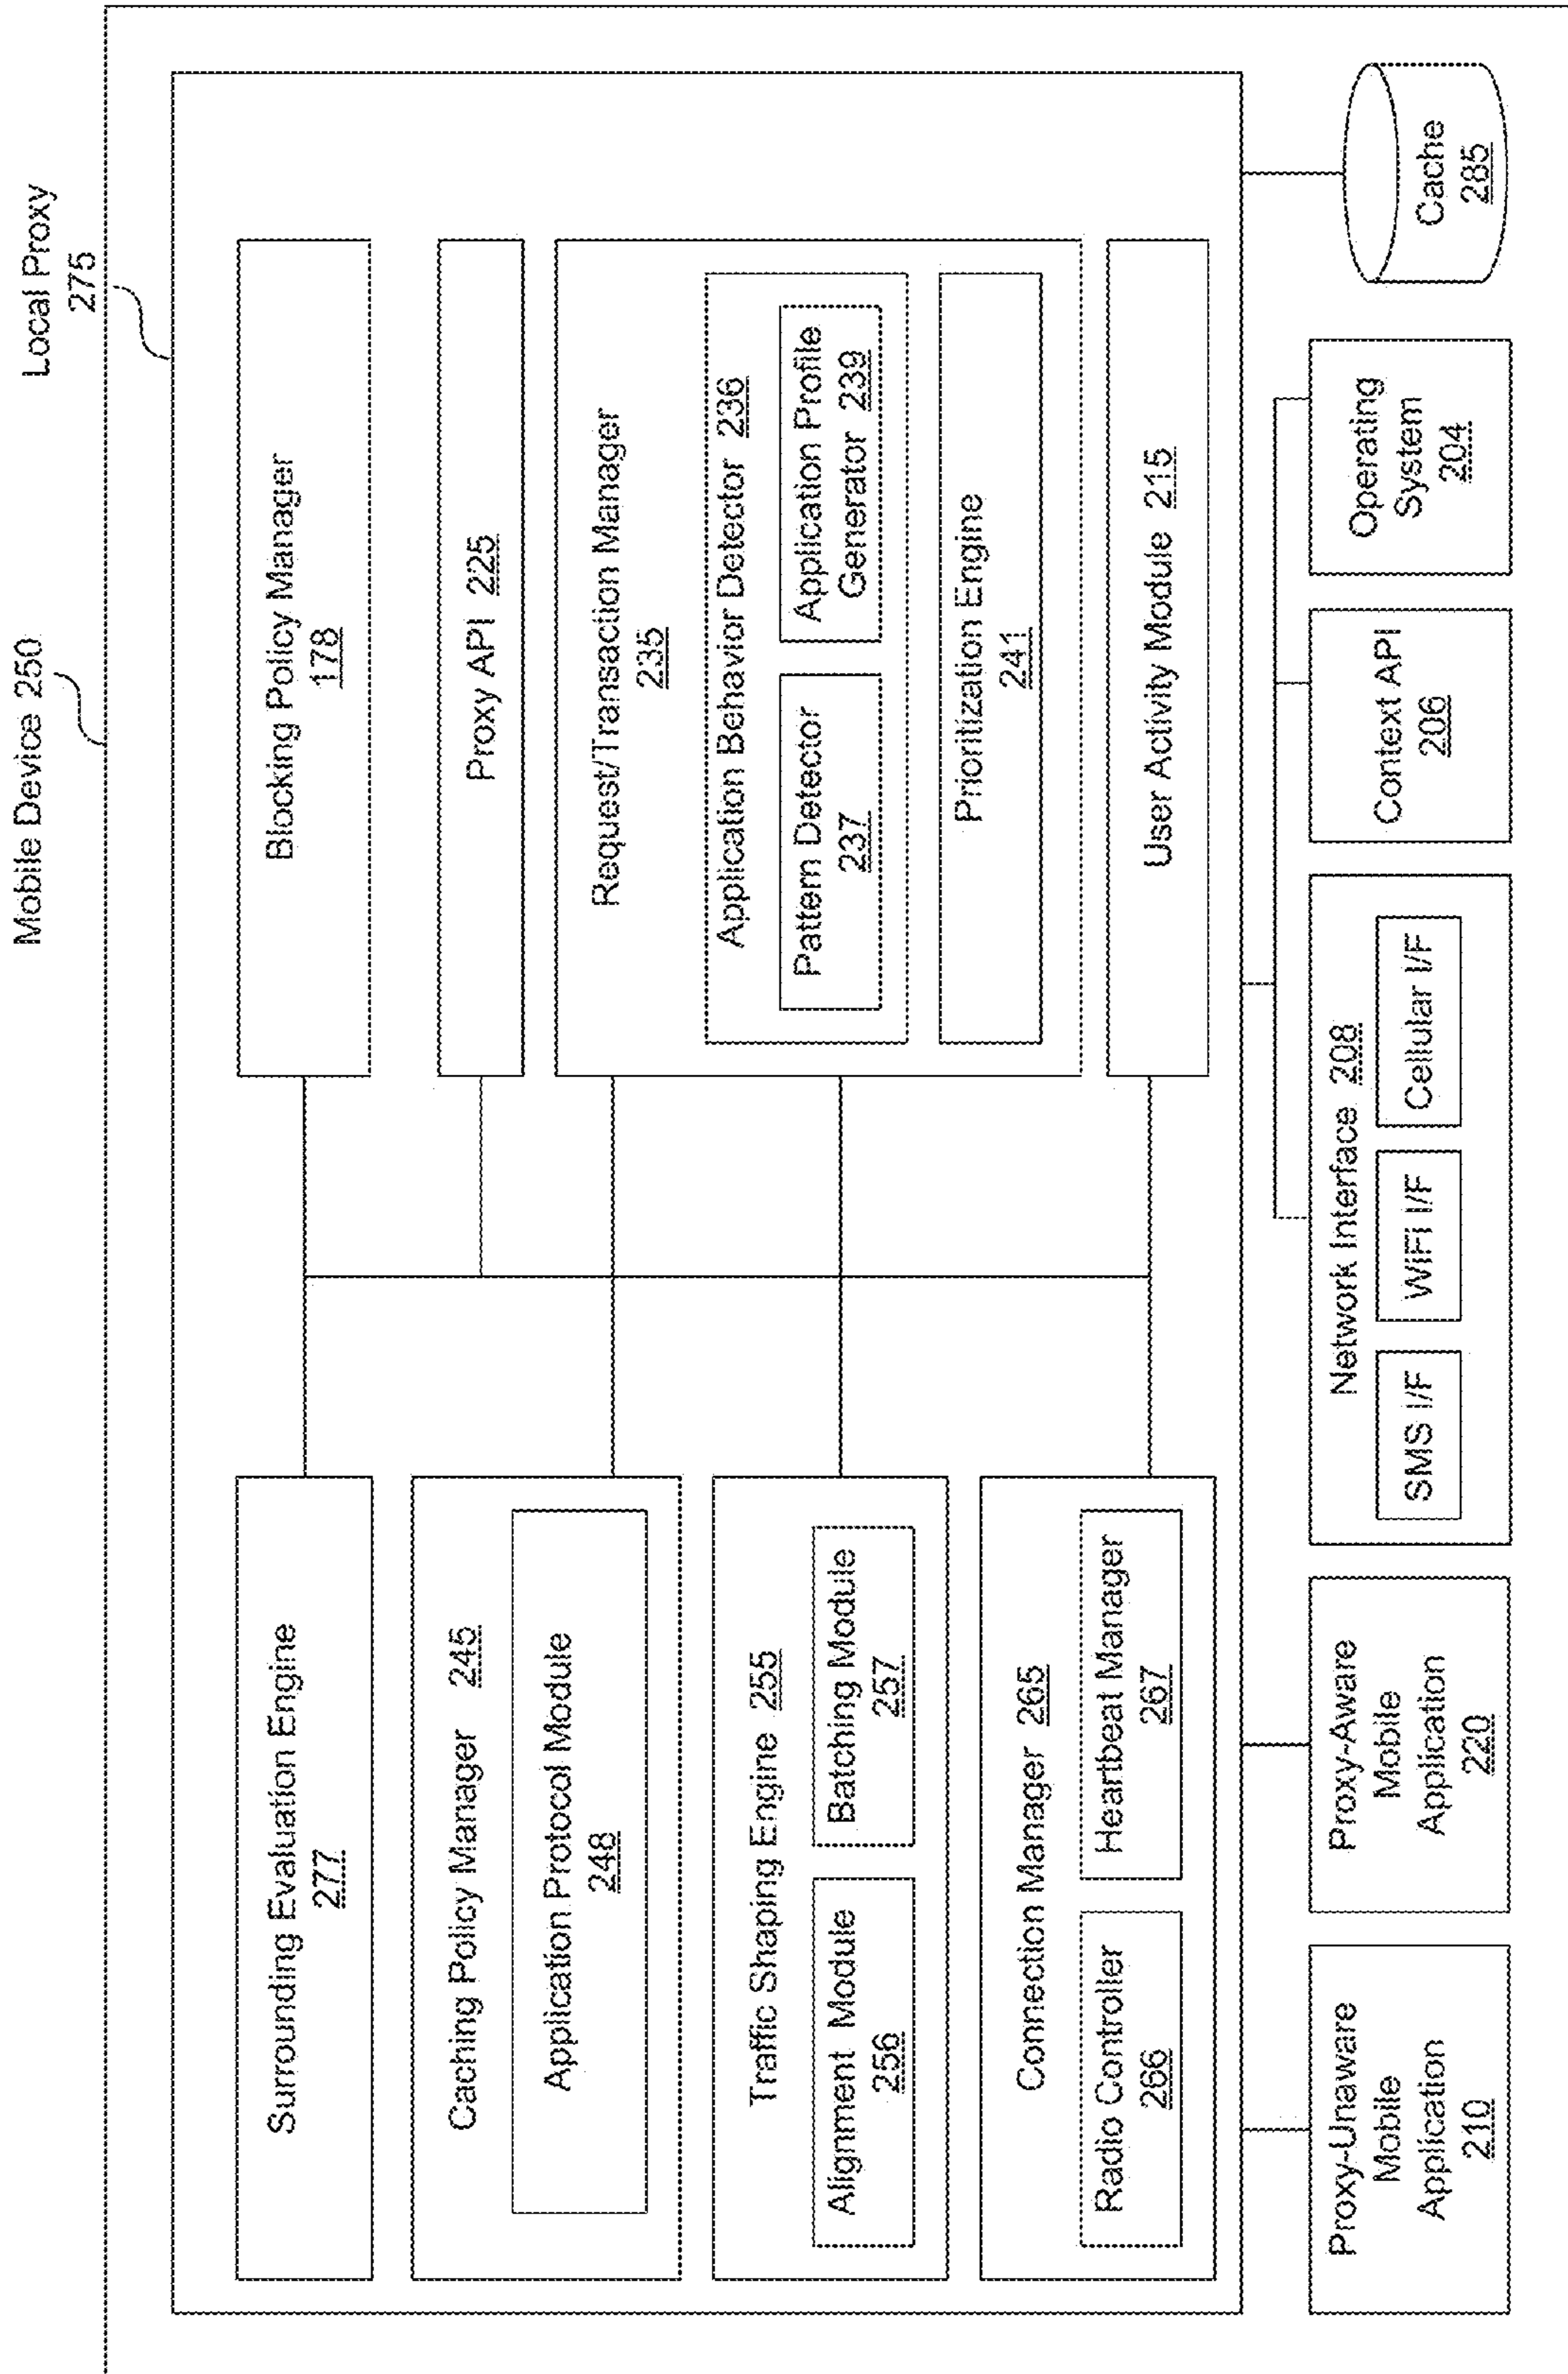 Mobile Device 250
Local Proxy
275
Surrounding Evaluation Engine
277
Caching Policy Manager 245
Application Protocol Module
248
Traffic Shaping Engine 255
Alignment Module
256
Batching Module
257
Connection Manager 265
Radio Controller
266
Heartbeat Manager
267
Blocking Policy Manager
178
Proxy API 225
Request/Transaction Manager
235
Application Behavior Detector 236
Pattern Detector
237
Application Profile
Generator 239
Prioritization Engine
241
User Activity Module 215
Proxy-Unaware
Mobile
Application
210
Proxy-Aware
Mobile
Application
220
Network Interface 208
SMS I/F
WiFi I/F
Cellular I/F
Context API
206
Operating
System
204
Cache
285